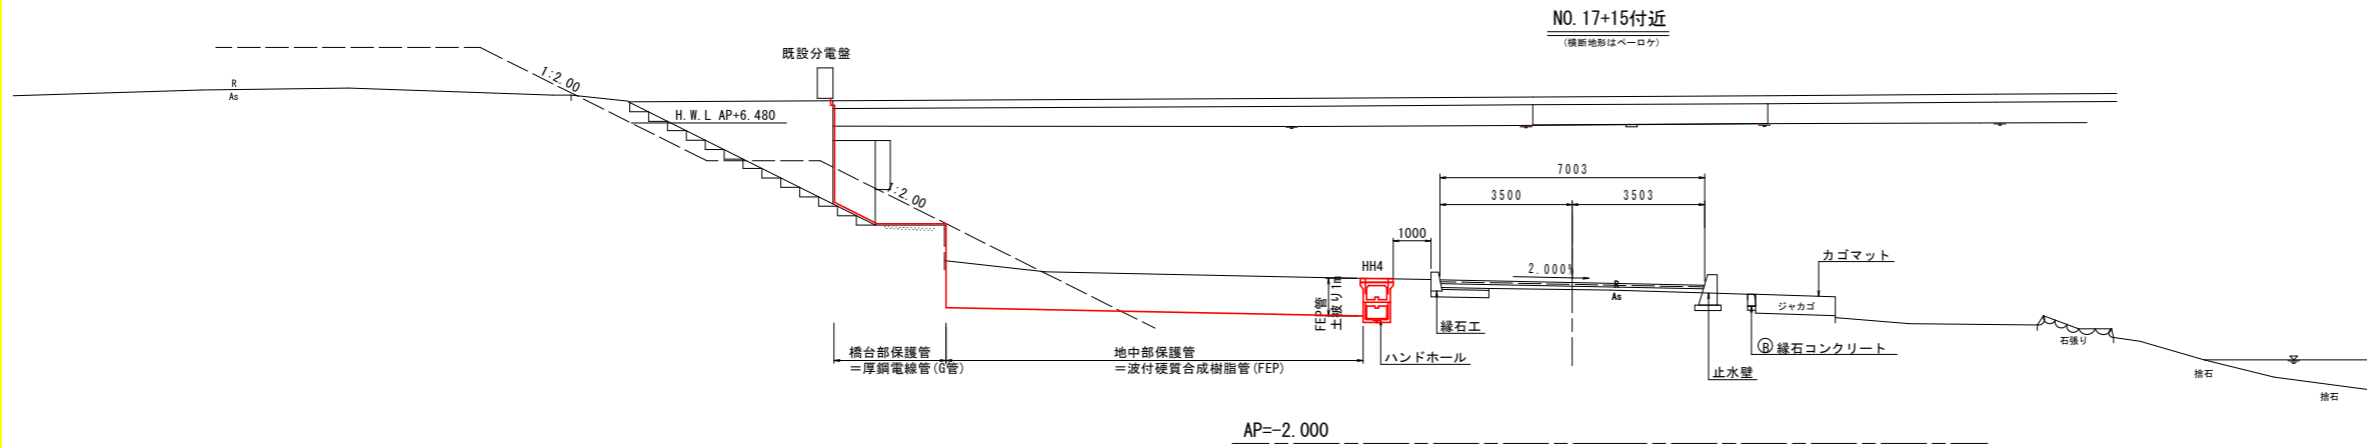 NO.17+15付近
(横断地形はペーロケ)
既設分電盤
1:2.00
R
As
H.W.L AP+6.480
1:2.00
7003
3500
3503
1000
カゴマット
HH4
2.000%
R
As
FEP管
土被り1m
ジャカゴ
縁石工
石張り
橋台部保護管
=厚鋼電線管(G管)
地中部保護管
=波付硬質合成樹脂管(FEP)
ハンドホール
Ⓑ 縁石コンクリート
止水壁
捨石
捨石
AP=-2.000